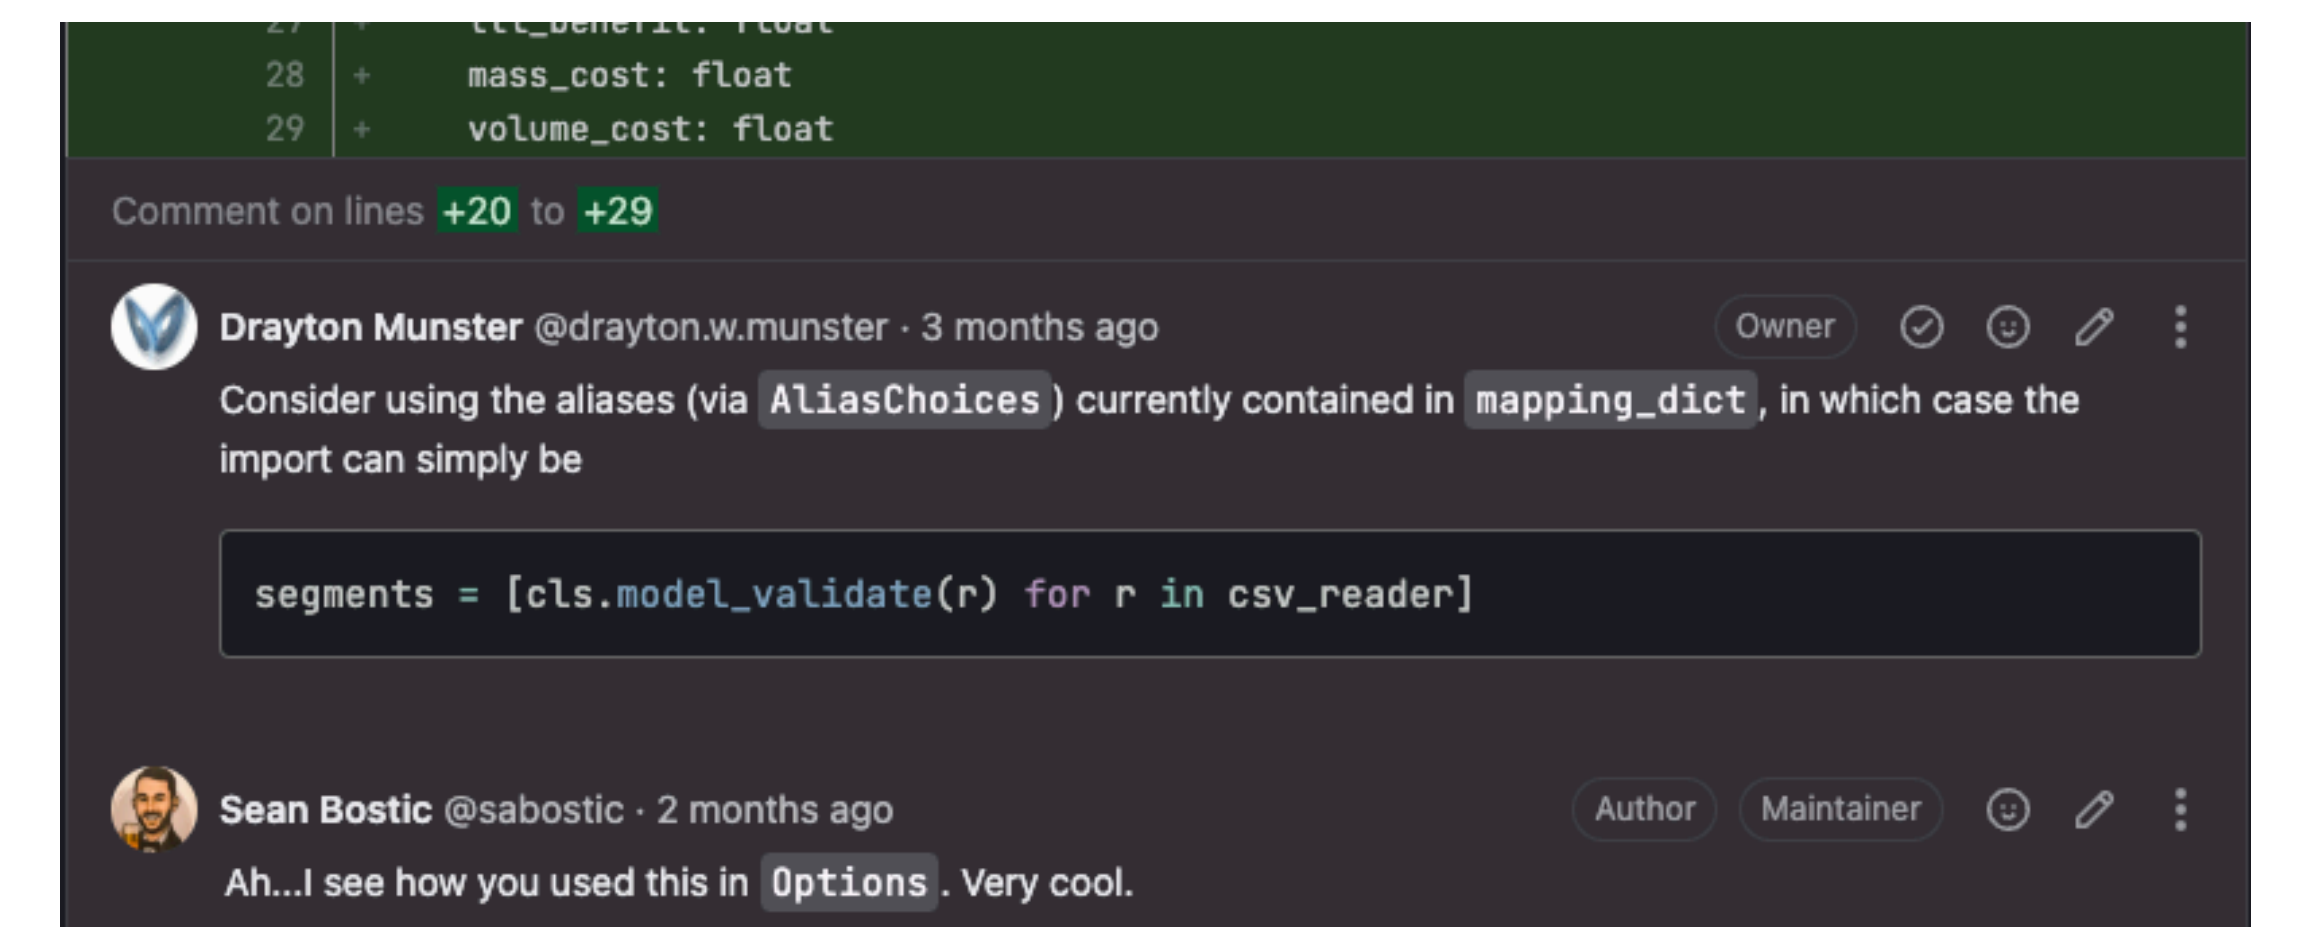 28 + mass_cost: float
29 + volume_cost: float
Comment on lines +20 to +29
Drayton Munster @drayton.w.munster · 3 months ago Owner
Consider using the aliases (via AliasChoices) currently contained in mapping_dict, in which case the
import can simply be
segments = [cls.model_validate(r) for r in csv_reader]
Sean Bostic @sabostic · 2 months ago Author Maintainer
Ah...I see how you used this in Options. Very cool.